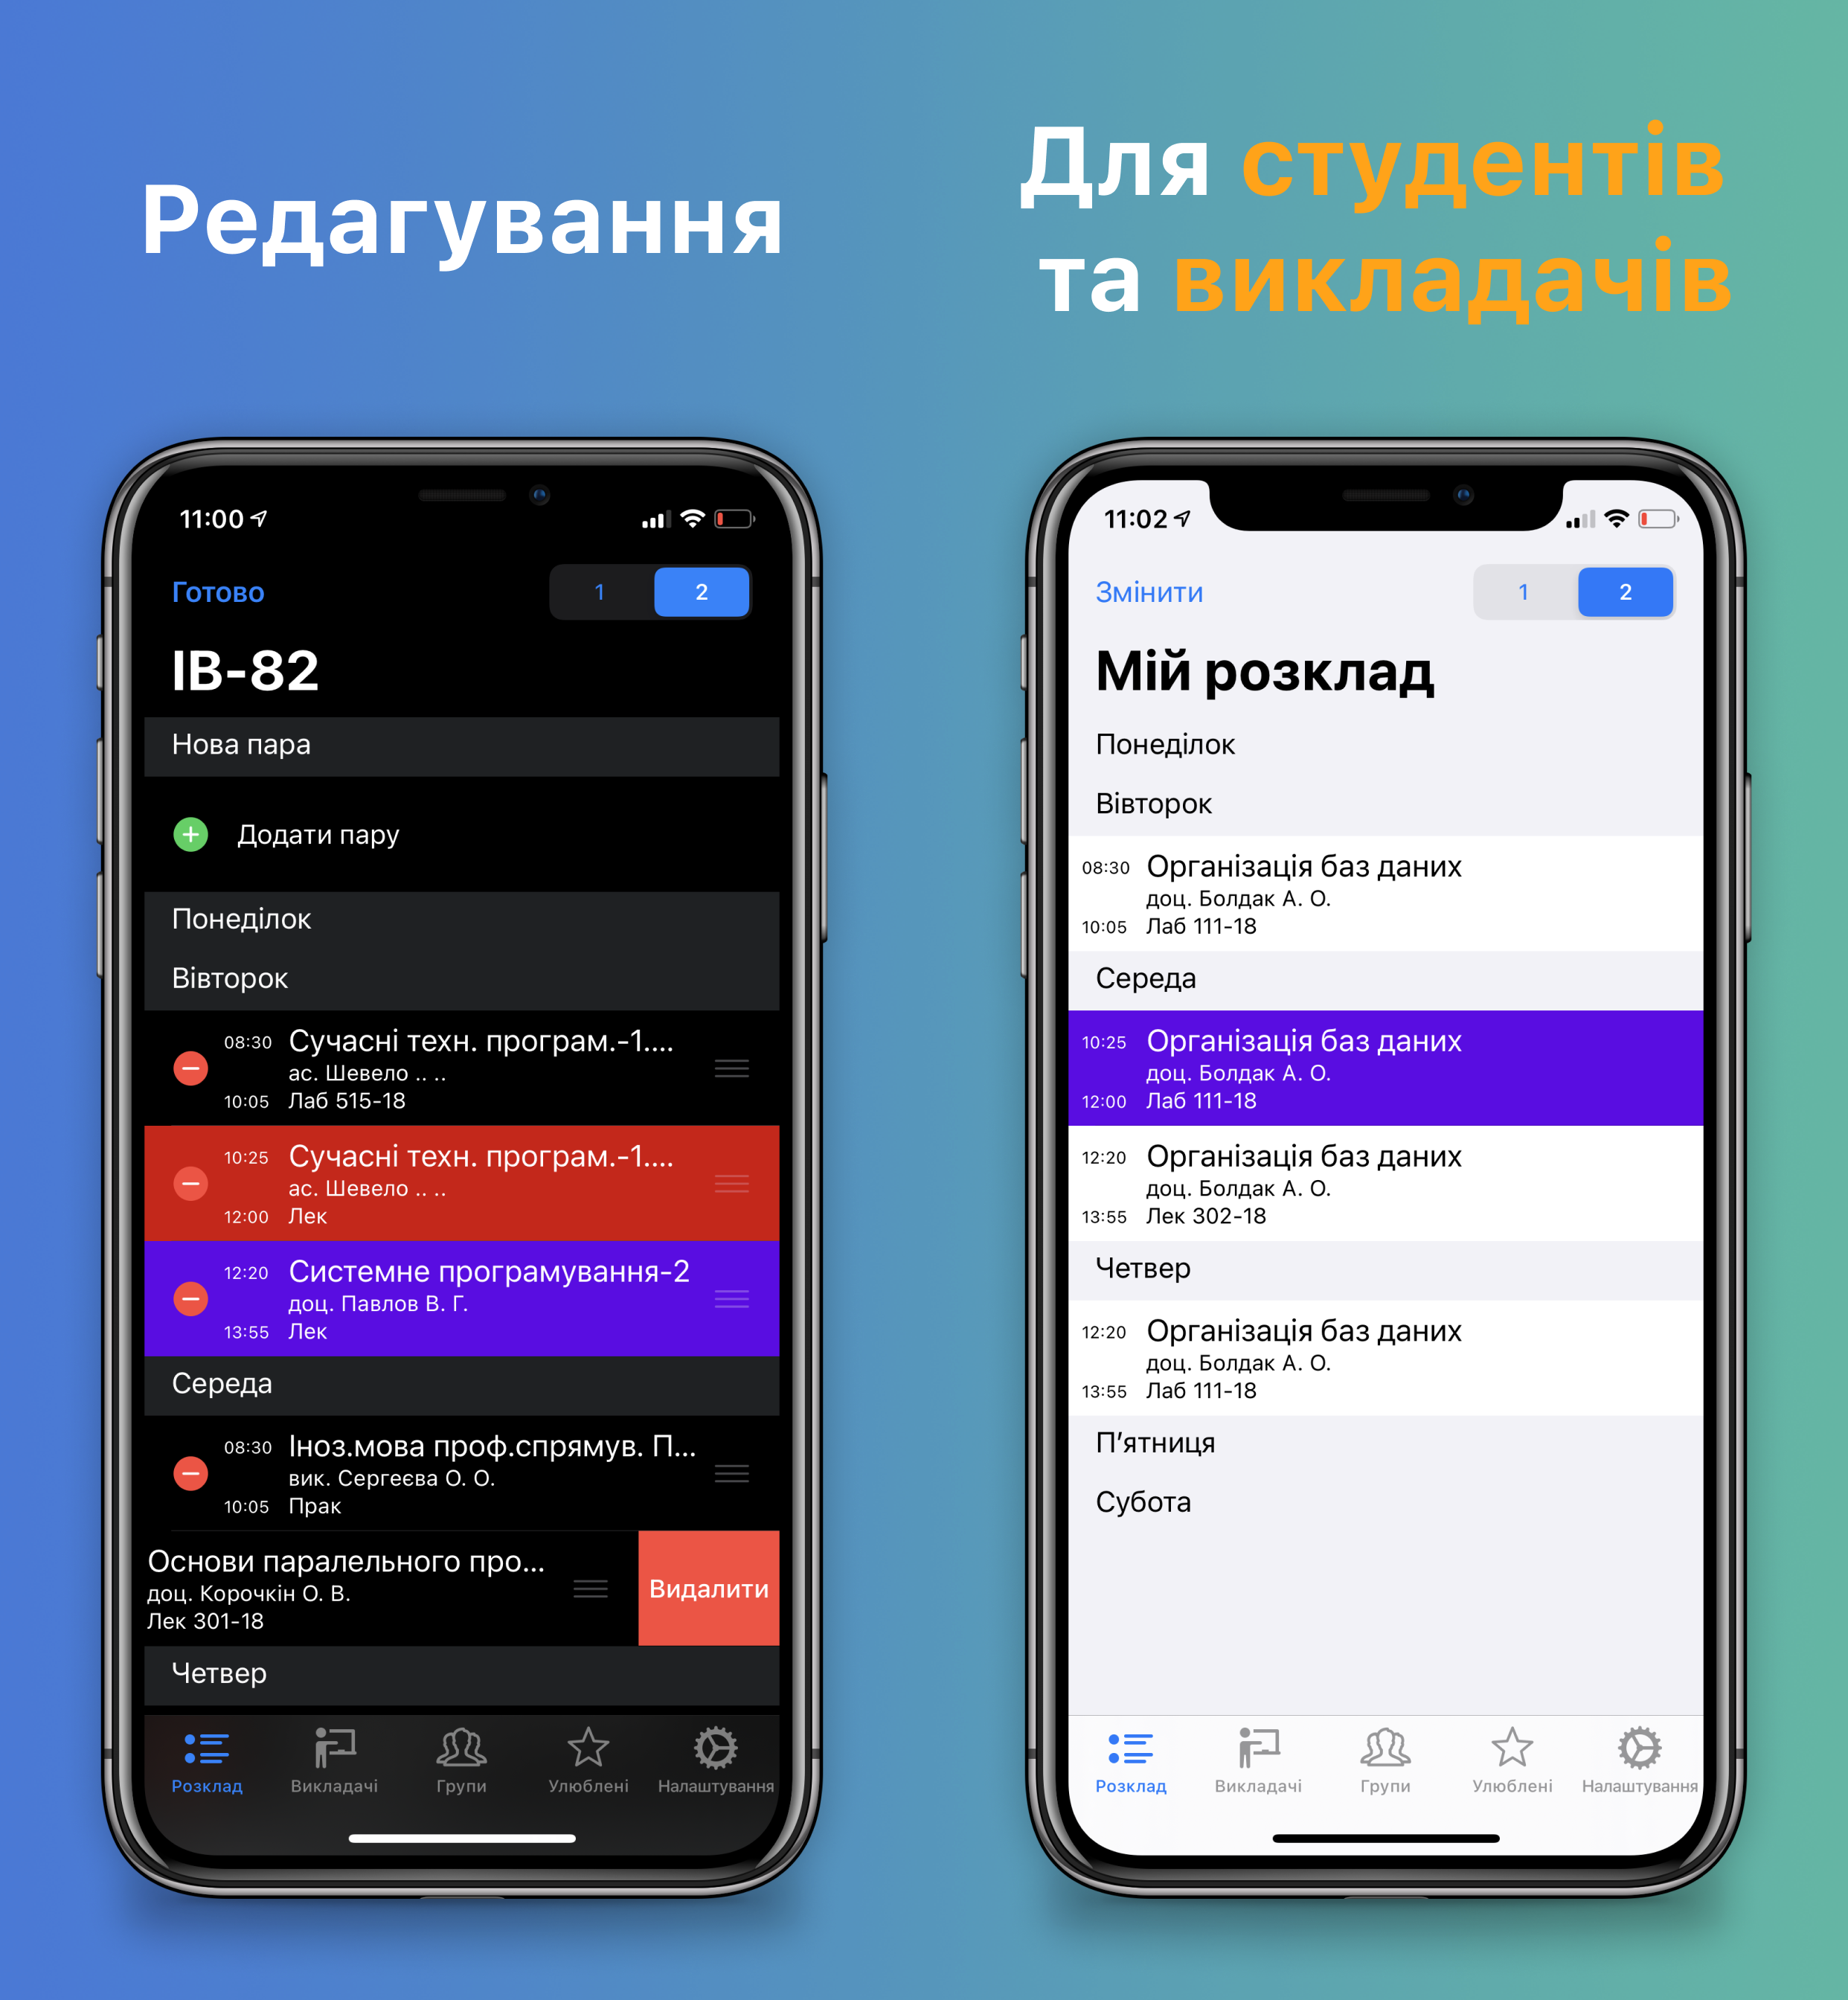 Редагування
Для студентів
та викладачів
11:00
Готово
1
2
ІВ-82
Нова пара
Додати пару
Понеділок
Вівторок
08:30
Сучасні техн. програм.-1....
ас. Шевело .. ..
10:05
Лаб 515-18
10:25
Сучасні техн. програм.-1....
ас. Шевело .. ..
12:00
Лек
12:20
Системне програмування-2
доц. Павлов В. Г.
13:55
Лек
Середа
08:30
Іноз.мова проф.спрямув. П...
вик. Сергеєва О. О.
10:05
Прак
Основи паралельного про...
доц. Корочкін О. В.
Лек 301-18
Видалити
Четвер
Розклад
Викладачі
Групи
Улюблені
Налаштування
11:02
Змінити
1
2
Мій розклад
Понеділок
Вівторок
08:30
Організація баз даних
доц. Болдак А. О.
10:05
Лаб 111-18
Середа
10:25
Організація баз даних
доц. Болдак А. О.
12:00
Лаб 111-18
12:20
Організація баз даних
доц. Болдак А. О.
13:55
Лек 302-18
Четвер
12:20
Організація баз даних
доц. Болдак А. О.
13:55
Лаб 111-18
Пʼятниця
Субота
Розклад
Викладачі
Групи
Улюблені
Налаштування